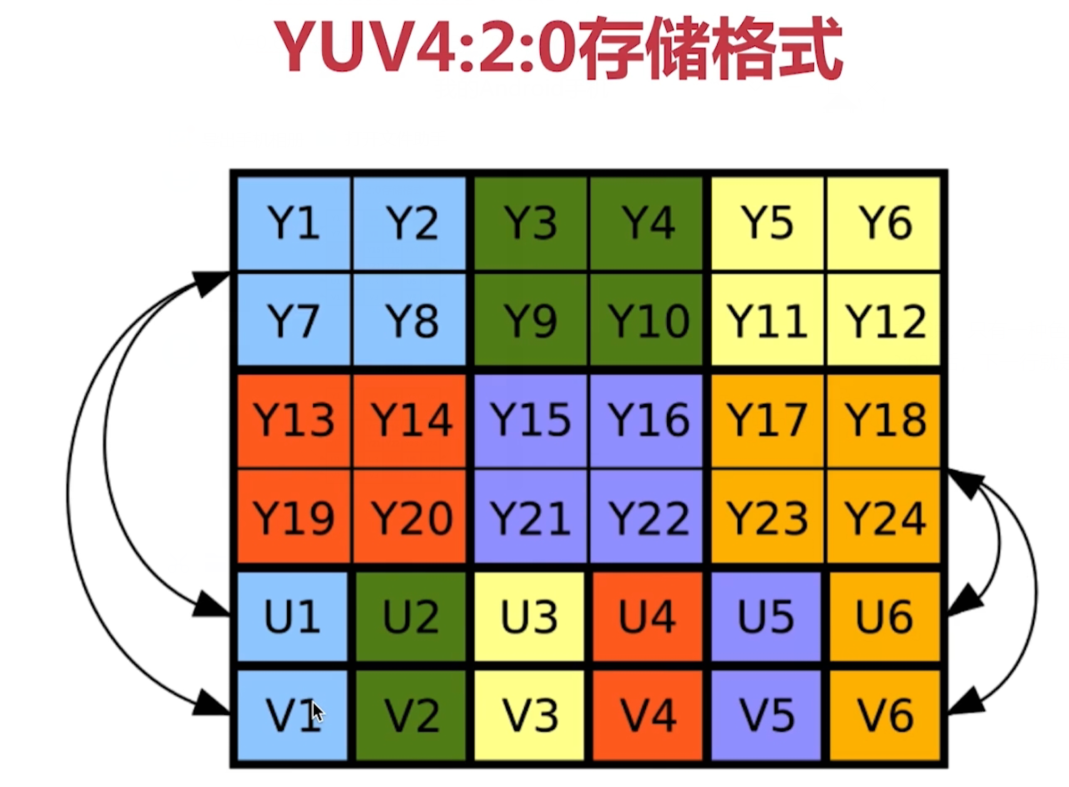 YUV4:2:0存储格式
Y1 Y2 Y3 Y4 Y5 Y6
Y7 Y8 Y9 Y10 Y11 Y12
Y13 Y14 Y15 Y16 Y17 Y18
Y19 Y20 Y21 Y22 Y23 Y24
U1 U2 U3 U4 U5 U6
V1 V2 V3 V4 V5 V6